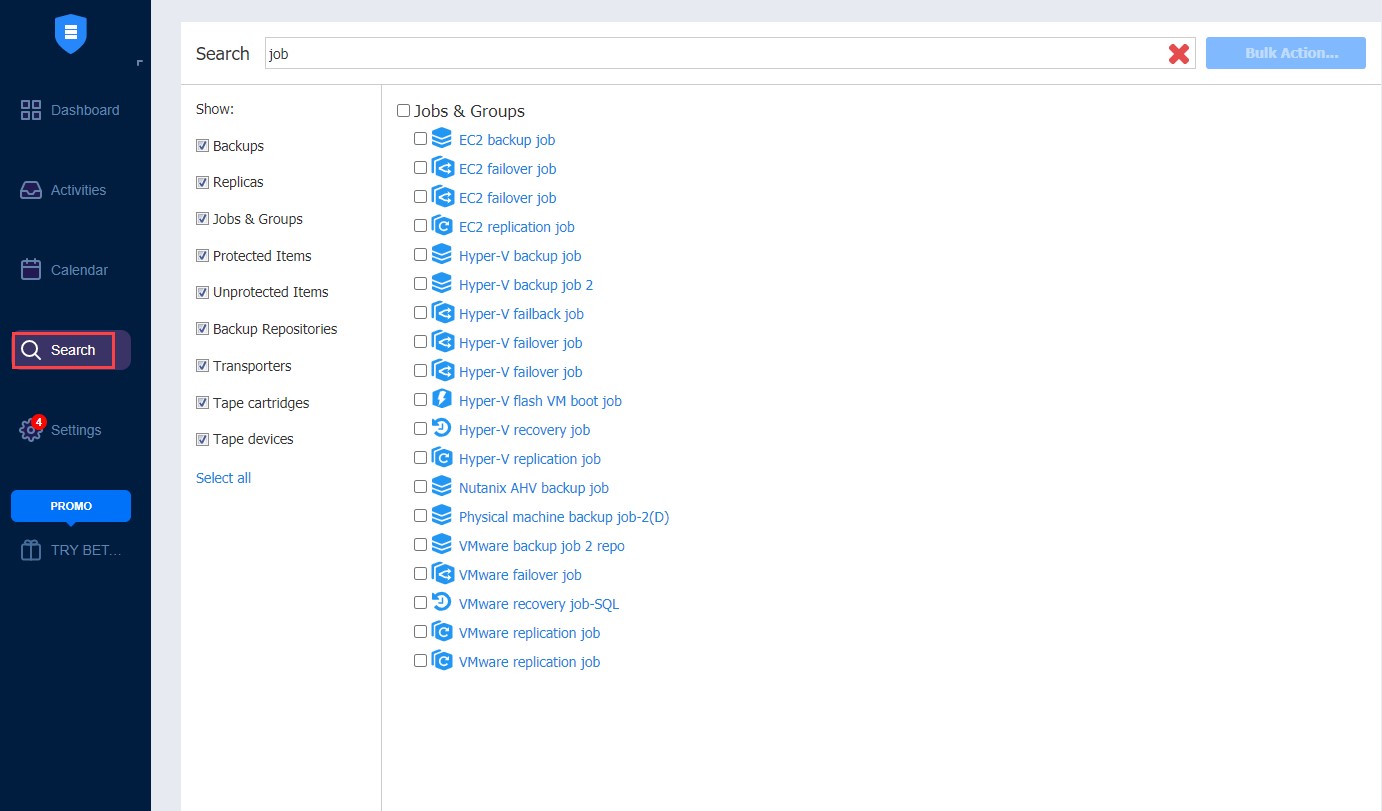 Dashboard
Activities
Calendar
Search
4
Settings
PROMO
TRY BET...
Search
job
Bulk Action...
Show:
Backups
Replicas
Jobs & Groups
Protected Items
Unprotected Items
Backup Repositories
Transporters
Tape cartridges
Tape devices
Select all
Jobs & Groups
EC2 backup job
EC2 failover job
EC2 failover job
EC2 replication job
Hyper-V backup job
Hyper-V backup job 2
Hyper-V failback job
Hyper-V failover job
Hyper-V failover job
Hyper-V flash VM boot job
Hyper-V recovery job
Hyper-V replication job
Nutanix AHV backup job
Physical machine backup job-2(D)
VMware backup job 2 repo
VMware failover job
VMware recovery job-SQL
VMware replication job
VMware replication job